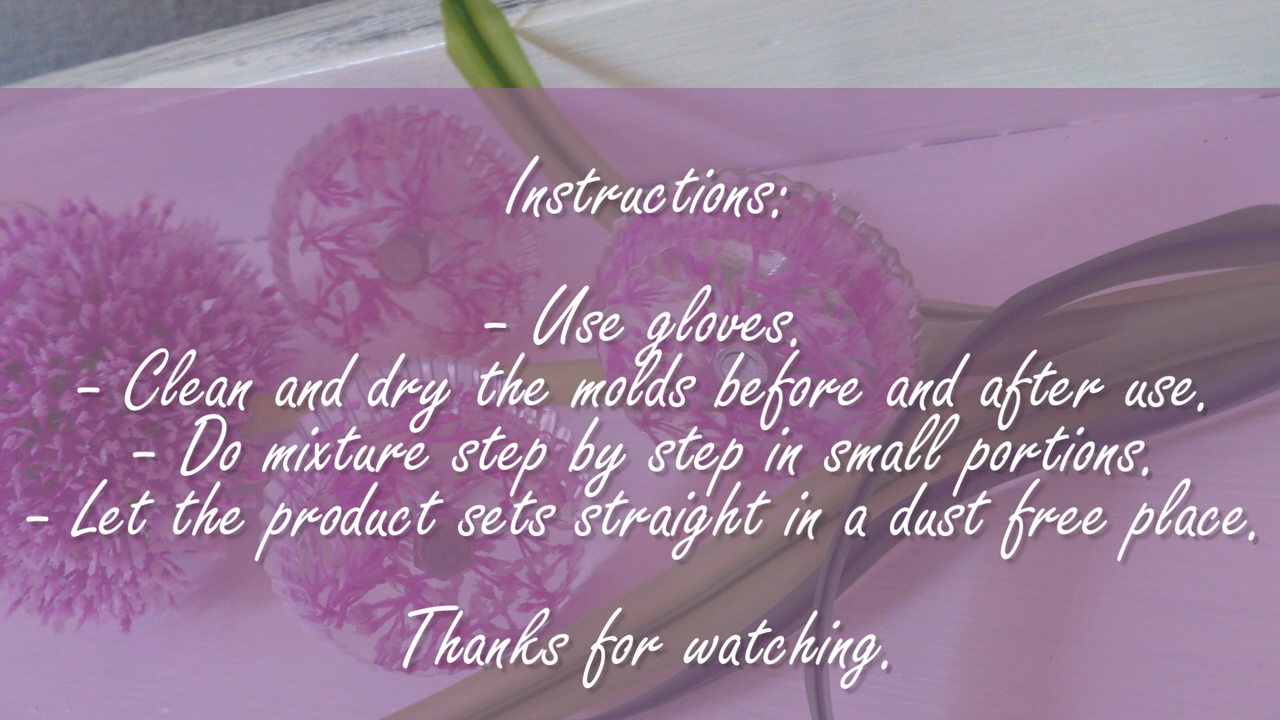 Instructions:
- Use gloves.
- Clean and dry the molds before and after use.
- Do mixture step by step in small portions.
- Let the product sets straight in a dust free place.
Thanks for watching.